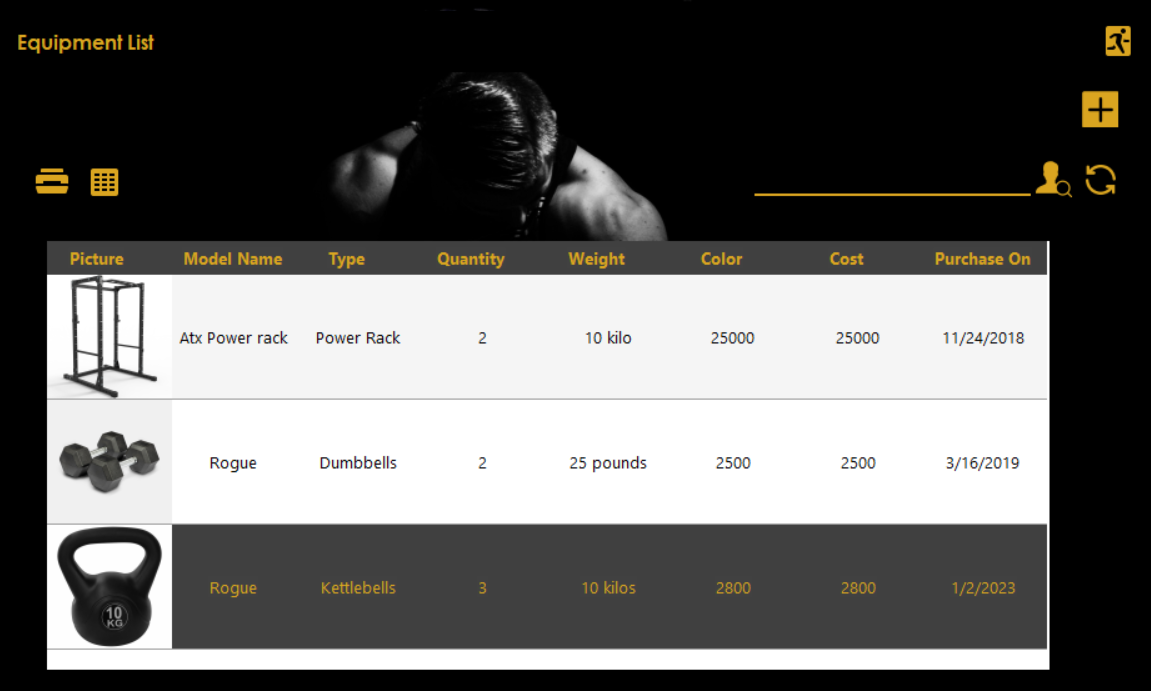 Equipment List
Picture Model Name Type Quantity Weight Color Cost Purchase On
Atx Power rack Power Rack 2 10 kilo 25000 25000 11/24/2018
Rogue Dumbbells 2 25 pounds 2500 2500 3/16/2019
10 KG Rogue Kettlebells 3 10 kilos 2800 2800 1/2/2023